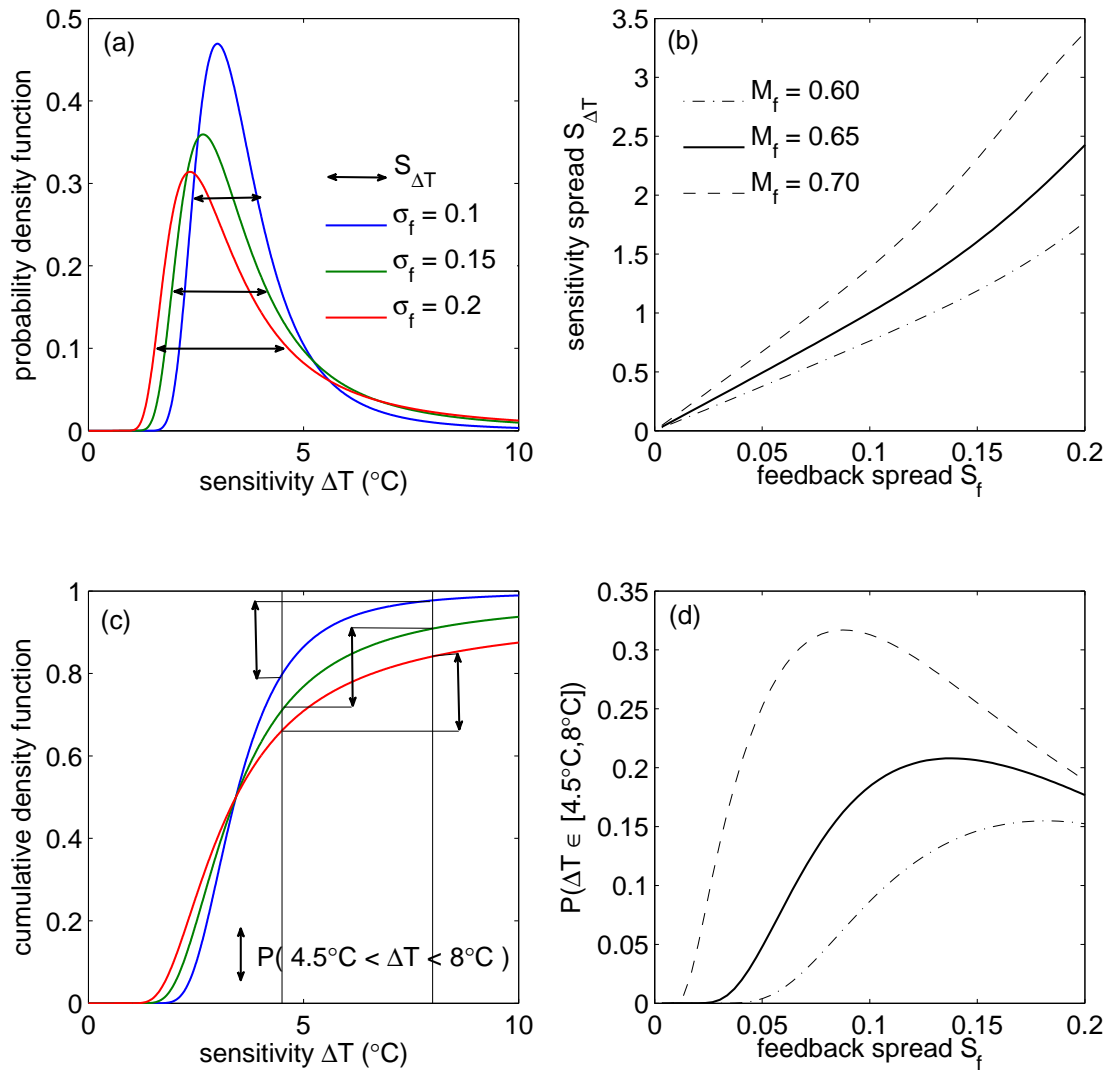 (a)
probability density function
0.5
0.4
0.3
0.2
0.1
0
0 5 10
sensitivity ΔT (°C)
S_ΔT
σ_f = 0.1
σ_f = 0.15
σ_f = 0.2
(b)
sensitivity spread S_ΔT
3.5
3
2.5
2
1.5
1
0.5
0
0 0.05 0.1 0.15 0.2
feedback spread S_f
M_f = 0.60
M_f = 0.65
M_f = 0.70
(c)
cumulative density function
1
0.8
0.6
0.4
0.2
0
0 5 10
sensitivity ΔT (°C)
P( 4.5°C < ΔT < 8°C )
(d)
P(ΔT ∈ [4.5°C,8°C])
0.35
0.3
0.25
0.2
0.15
0.1
0.05
0
0 0.05 0.1 0.15 0.2
feedback spread S_f